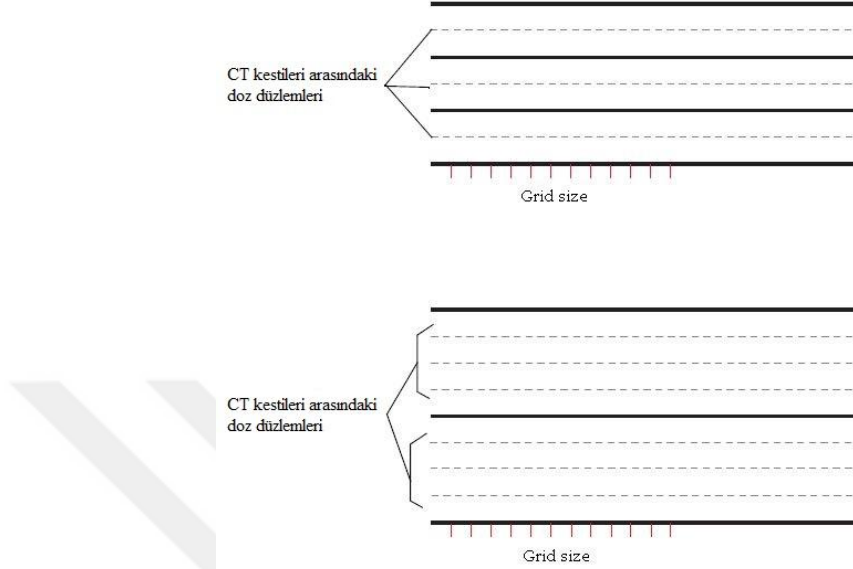 CT kestileri arasındaki
doz düzlemleri
Grid size
CT kestileri arasındaki
doz düzlemleri
Grid size